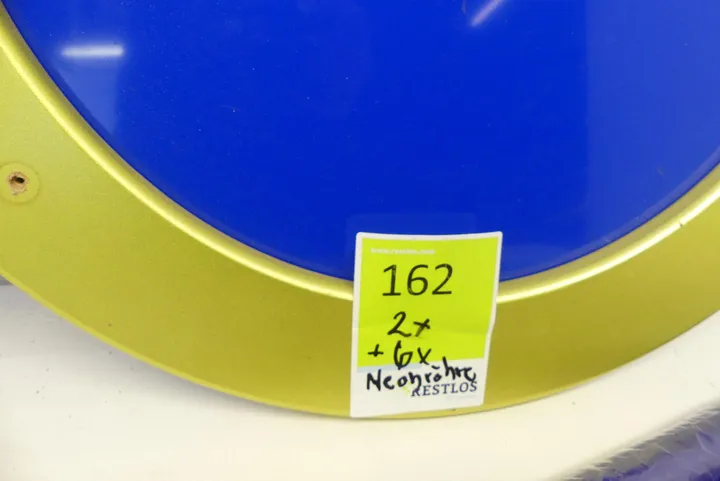 162
2x
+ 6x
Neonröhre
RESTLOS